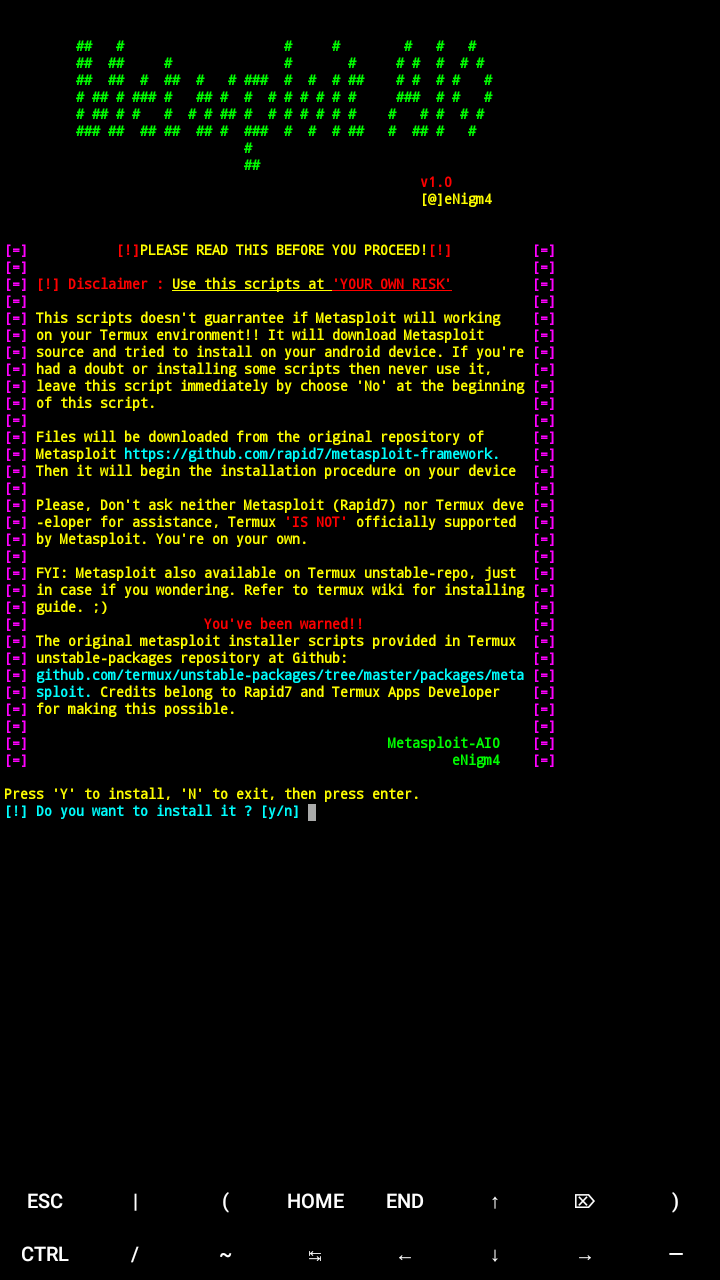 Metasploit AIO
v1.0
[@]eNigm4
[=] [!]PLEASE READ THIS BEFORE YOU PROCEED![!] [=]
[=] [=]
[=] [!] Disclaimer : Use this scripts at 'YOUR OWN RISK' [=]
[=] [=]
[=] This scripts doesn't guarrantee if Metasploit will working [=]
[=] on your Termux environment!! It will download Metasploit [=]
[=] source and tried to install on your android device. If you're [=]
[=] had a doubt or installing some scripts then never use it, [=]
[=] leave this script immediately by choose 'No' at the beginning [=]
[=] of this script. [=]
[=] [=]
[=] Files will be downloaded from the original repository of [=]
[=] Metasploit https://github.com/rapid7/metasploit-framework. [=]
[=] Then it will begin the installation procedure on your device [=]
[=] [=]
[=] Please, Don't ask neither Metasploit (Rapid7) nor Termux deve [=]
[=] -eloper for assistance, Termux 'IS NOT' officially supported [=]
[=] by Metasploit. You're on your own. [=]
[=] [=]
[=] FYI: Metasploit also available on Termux unstable-repo, just [=]
[=] in case if you wondering. Refer to termux wiki for installing [=]
[=] guide. ;) [=]
[=] You've been warned!! [=]
[=] The original metasploit installer scripts provided in Termux [=]
[=] unstable-packages repository at Github: [=]
[=] github.com/termux/unstable-packages/tree/master/packages/meta [=]
[=] sploit. Credits belong to Rapid7 and Termux Apps Developer [=]
[=] for making this possible. [=]
[=] [=]
[=] Metasploit-AIO [=]
[=] eNigm4 [=]
Press 'Y' to install, 'N' to exit, then press enter.
[!] Do you want to install it ? [y/n]
ESC | ( HOME END ↑ ⌦ )
CTRL / ~ ↹ ← ↓ → —